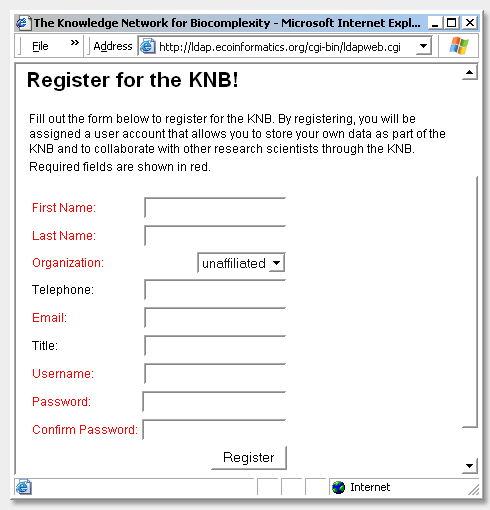 The Knowledge Network for Biocomplexity - Microsoft Internet Expl...
File » Address http://ldap.ecoinformatics.org/cgi-bin/ldapweb.cgi
Register for the KNB!
Fill out the form below to register for the KNB. By registering, you will be
assigned a user account that allows you to store your own data as part of the
KNB and to collaborate with other research scientists through the KNB.
Required fields are shown in red.
First Name:
Last Name:
Organization: unaffiliated
Telephone:
Email:
Title:
Username:
Password:
Confirm Password:
Register
Internet